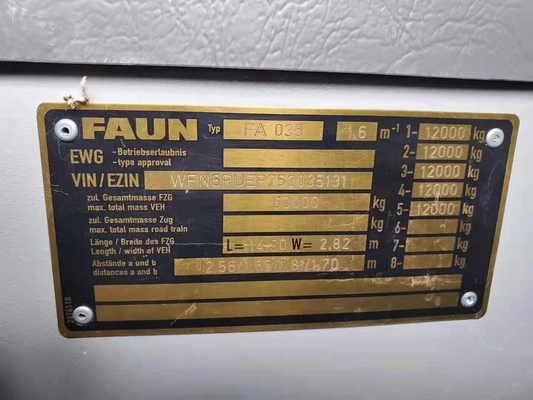 FAUN Typ FA 035 1,6 m⁻¹ 1- 12000 kg
EWG -Betriebserlaubnis -type approval 2- 12000 kg
VIN/EZIN 3- 12000 kg
zul. Gesamtmasse FZG max. total mass VEH 60000 kg 4- 12000 kg
zul. Gesamtmasse Zug max. total mass road train kg 5- 12000 kg
6- kg
Länge / Breite des FZG Length / width of VEH W= 2,82 m 7- kg
Abstände a und b distances a and b m 8- kg